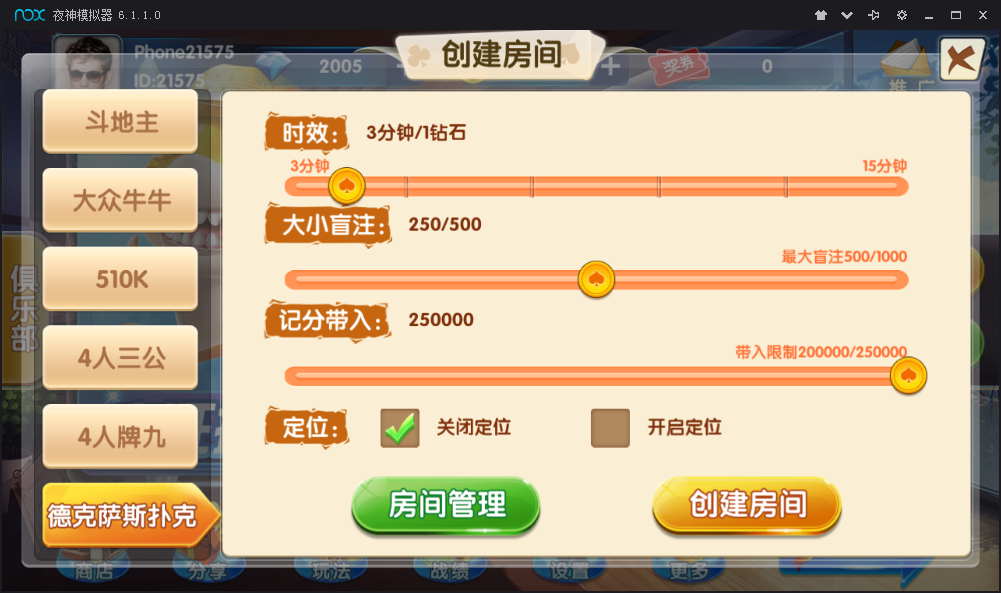 nox 夜神模拟器 6.1.1.0
Phone21575
ID:21575
2005
创建房间
奖券
0
推广
斗地主
大众牛牛
510K
4人三公
4人牌九
德克萨斯扑克
俱乐部
时效: 3分钟/1钻石
3分钟 15分钟
大小盲注: 250/500
最大盲注500/1000
记分带入: 250000
带入限制200000/250000
定位: 关闭定位 开启定位
房间管理 创建房间
商店 分享 玩法 战绩 设置 更多